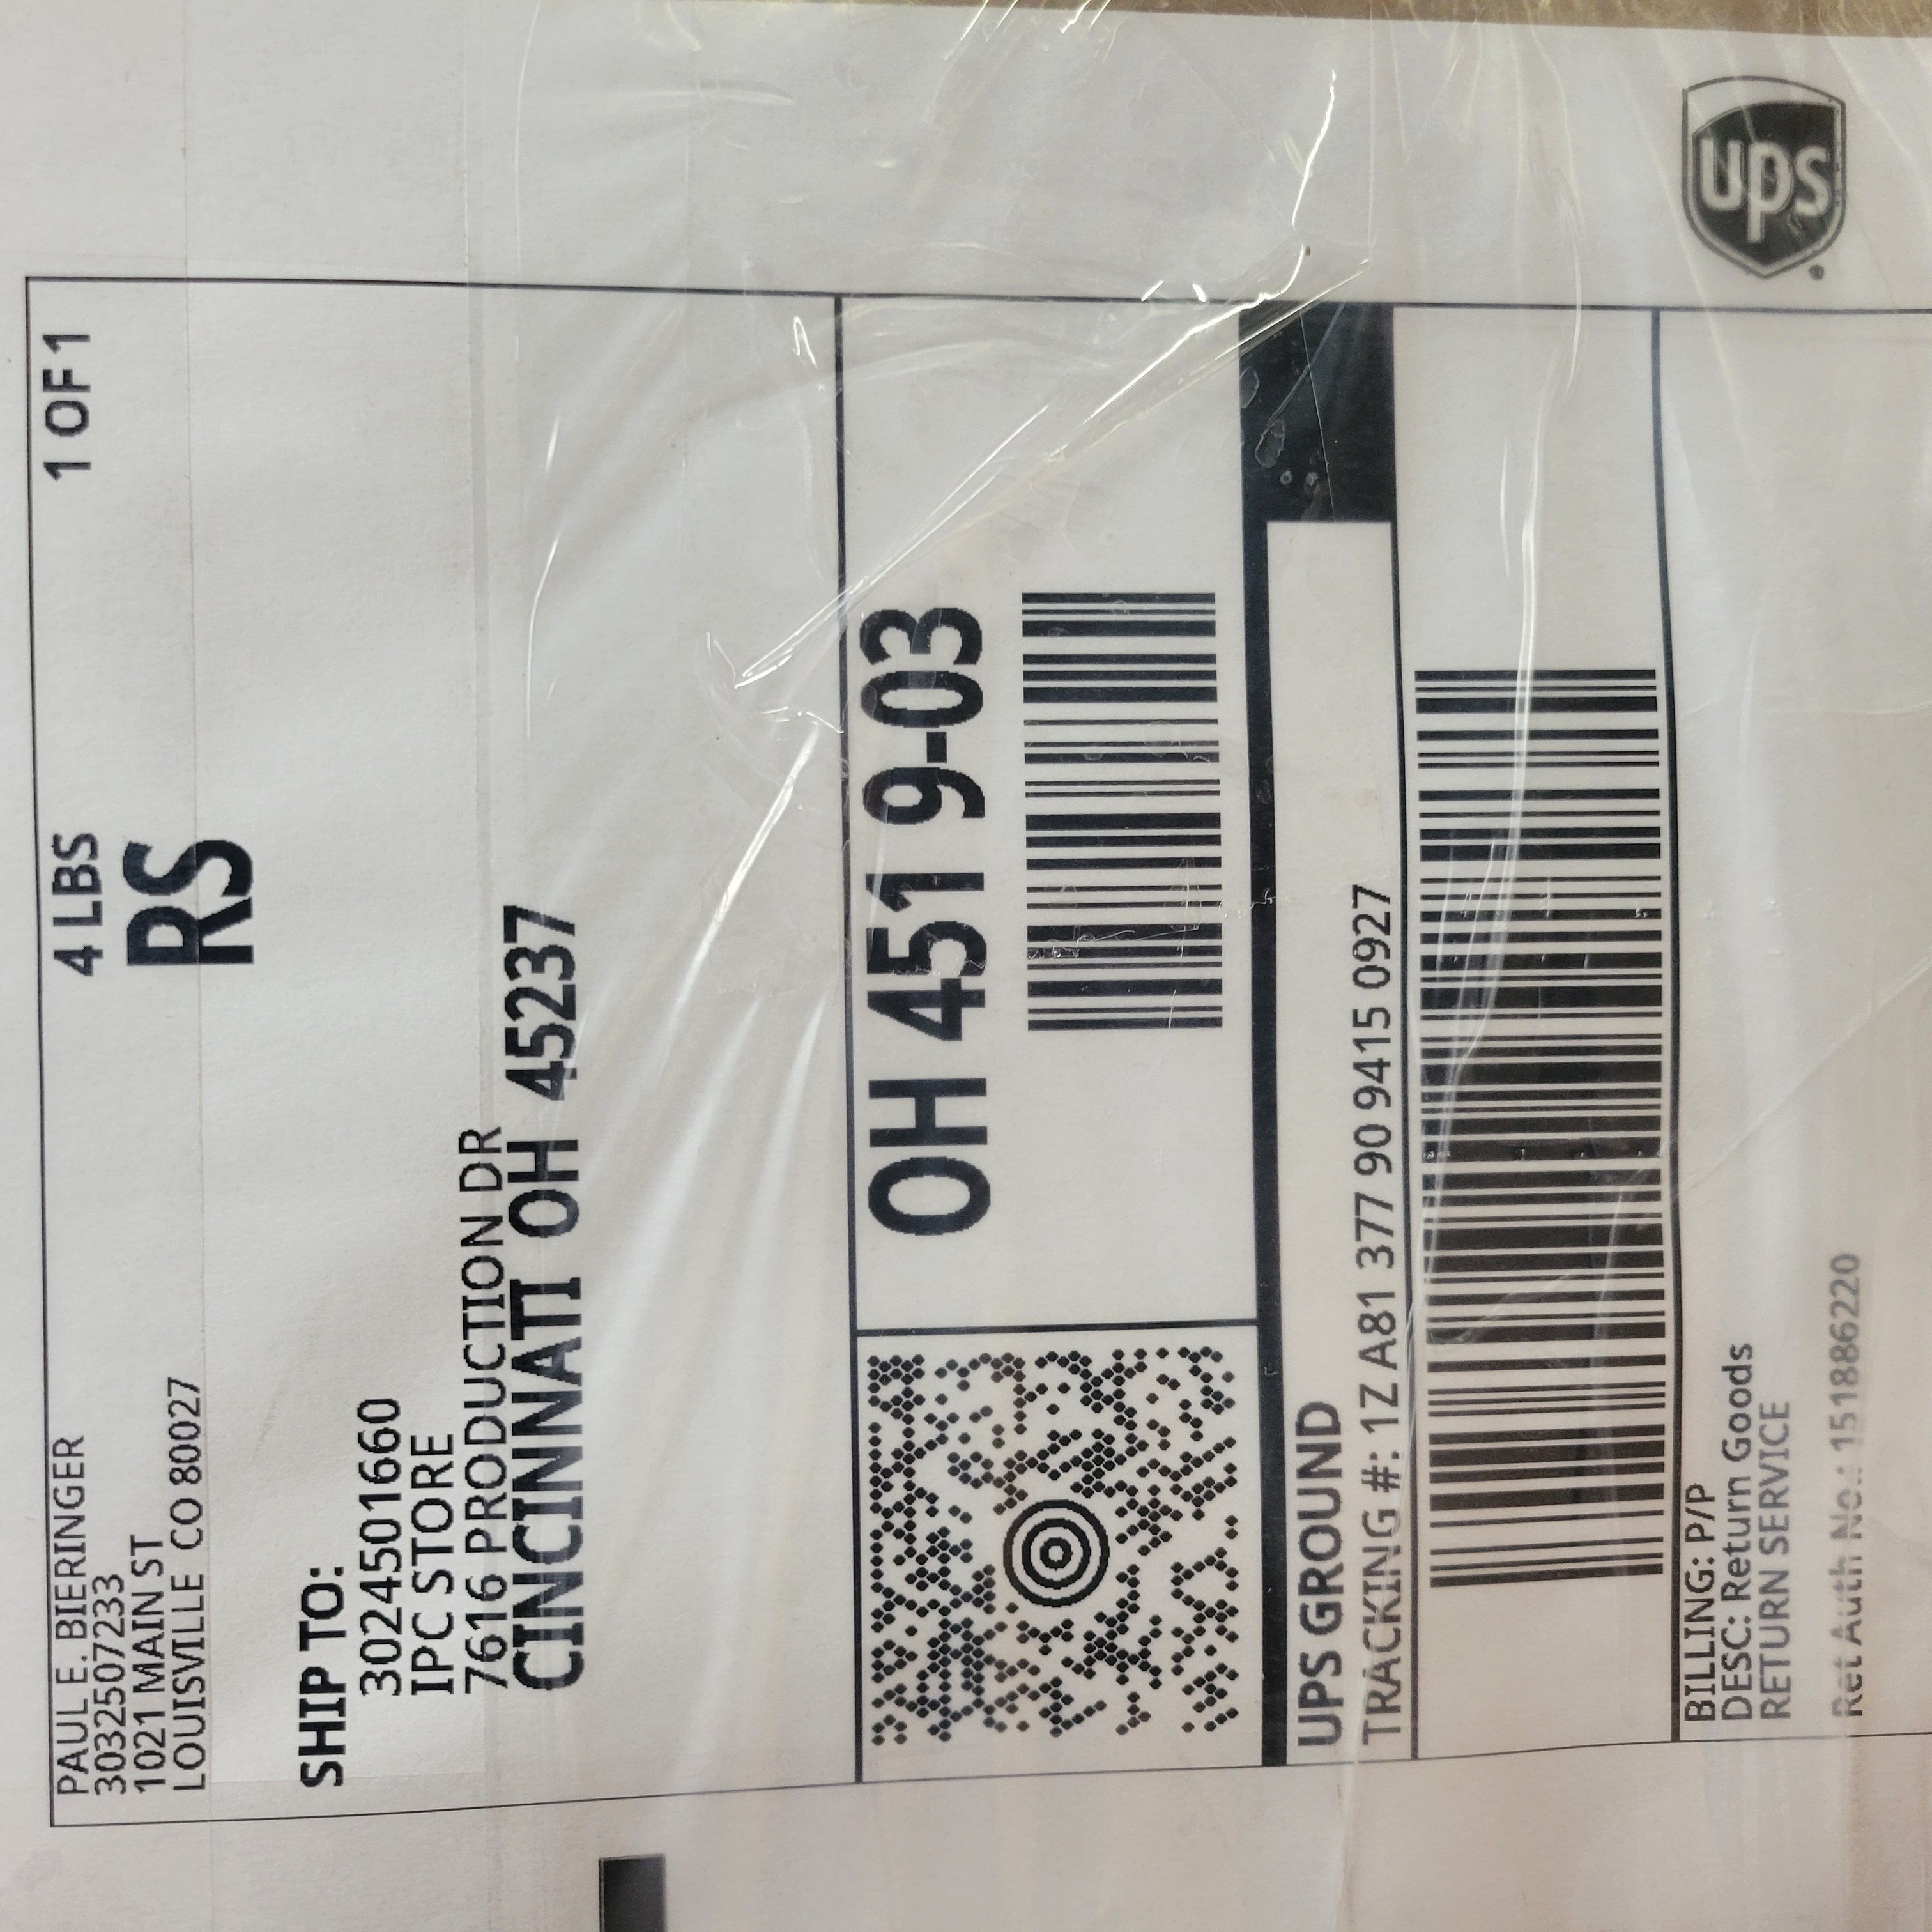 PAUL E. BIERINGER
3032507233
1021 MAIN ST
LOUISVILLE CO 80027
4 LBS
1 OF 1
RS
SHIP TO:
3024501660
IPC STORE
7616 PRODUCTION DR
CINCINNATI OH 45237
OH 451 9-03
UPS GROUND
TRACKING #: 1Z A81 377 90 9415 0927
BILLING: P/P
DESC: Return Goods
RETURN SERVICE
Ret Auth No.: 151886220
ups